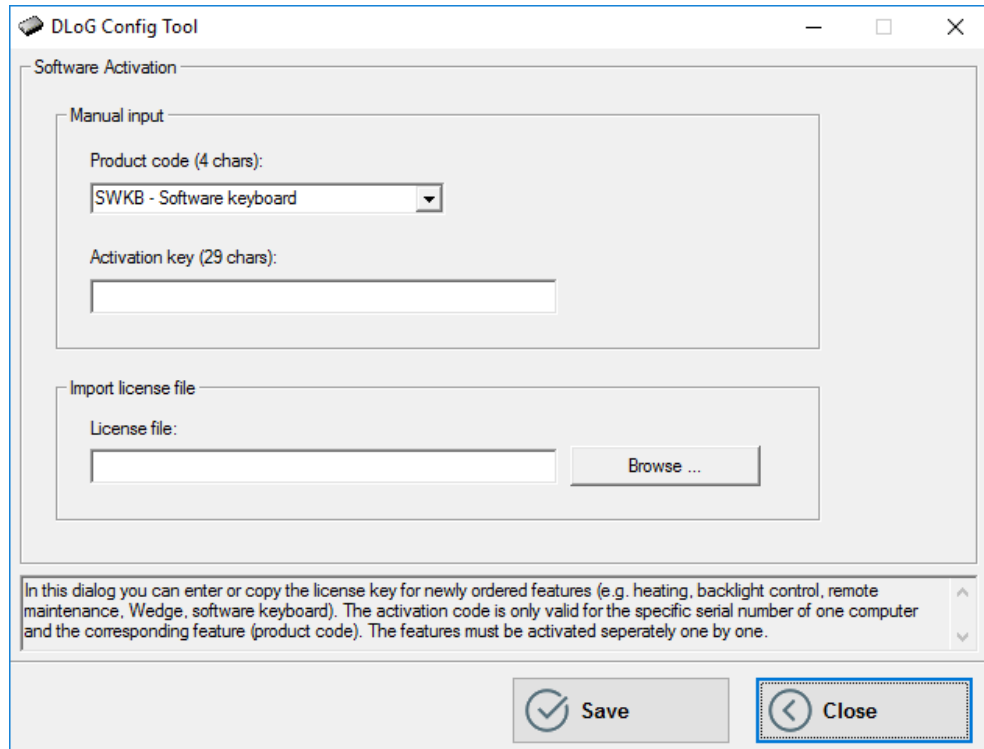 DLoG Config Tool
Software Activation
Manual input
Product code (4 chars):
SWKB - Software keyboard
Activation key (29 chars):
Import license file
License file:
Browse ...
In this dialog you can enter or copy the license key for newly ordered features (e.g. heating, backlight control, remote
maintenance, Wedge, software keyboard). The activation code is only valid for the specific serial number of one computer
and the corresponding feature (product code). The features must be activated seperately one by one.
Save
Close